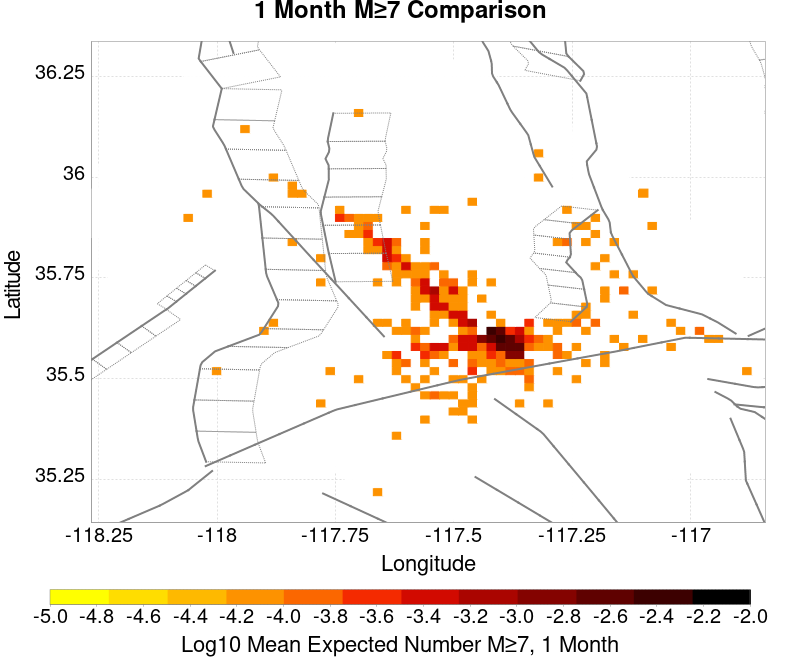 1 Month M≥7 Comparison
36.25
36
35.75
35.5
35.25
Latitude
-118.25 -118 -117.75 -117.5 -117.25 -117
Longitude
-5.0 -4.8 -4.6 -4.4 -4.2 -4.0 -3.8 -3.6 -3.4 -3.2 -3.0 -2.8 -2.6 -2.4 -2.2 -2.0
Log10 Mean Expected Number M≥7, 1 Month